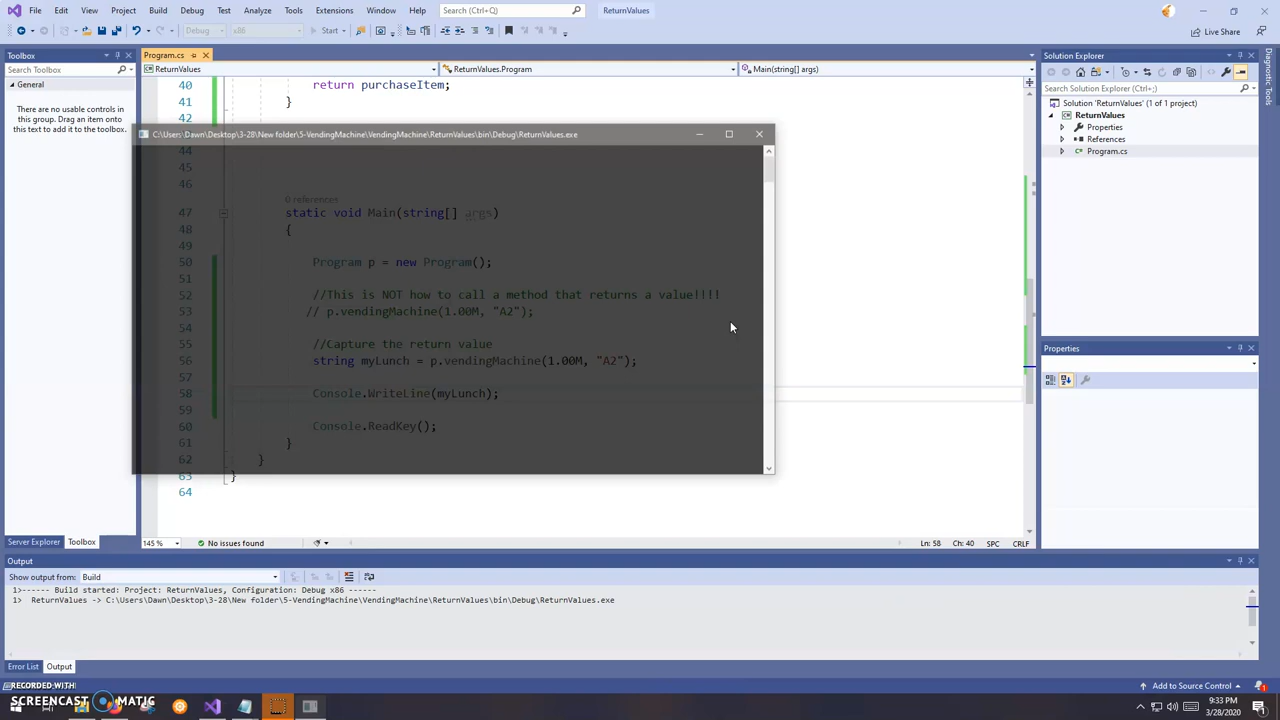 File Edit View Project Build Debug Test Analyze Tools Extensions Window Help Search (Ctrl+Q) ReturnValues
Debug x86 Start Live Share
Toolbox
Search Toolbox
General
There are no usable controls in
this group. Drag an item onto
this text to add it to the toolbox.
Server Explorer Toolbox
Program.cs
ReturnValues ReturnValues.Program Main(string[] args)
40 return purchaseItem;
41 }
42
C:\Users\Dawn\Desktop\3-28\New folder\5-VendingMachine\VendingMachine\ReturnValues\bin\Debug\ReturnValues.exe
44
45
46
0 references
47 static void Main(string[] args)
48 {
49
50 Program p = new Program();
51
52 //This is NOT how to call a method that returns a value!!!!
53 // p.vendingMachine(1.00M, "A2");
54
55 //Capture the return value
56 string myLunch = p.vendingMachine(1.00M, "A2");
57
58 Console.WriteLine(myLunch);
59
60 Console.ReadKey();
61 }
62 }
63 }
64
145 % No issues found Ln: 58 Ch: 40 SPC CRLF
Solution Explorer
Search Solution Explorer (Ctrl+;)
Solution 'ReturnValues' (1 of 1 project)
ReturnValues
Properties
References
Program.cs
Properties
Diagnostic Tools
Output
Show output from: Build
1>------ Build started: Project: ReturnValues, Configuration: Debug x86 ------
1> ReturnValues -> C:\Users\Dawn\Desktop\3-28\New folder\5-VendingMachine\VendingMachine\ReturnValues\bin\Debug\ReturnValues.exe
Error List Output
Add to Source Control 1
RECORDED WITH
SCREENCAST MATIC
9:33 PM
3/28/2020
1